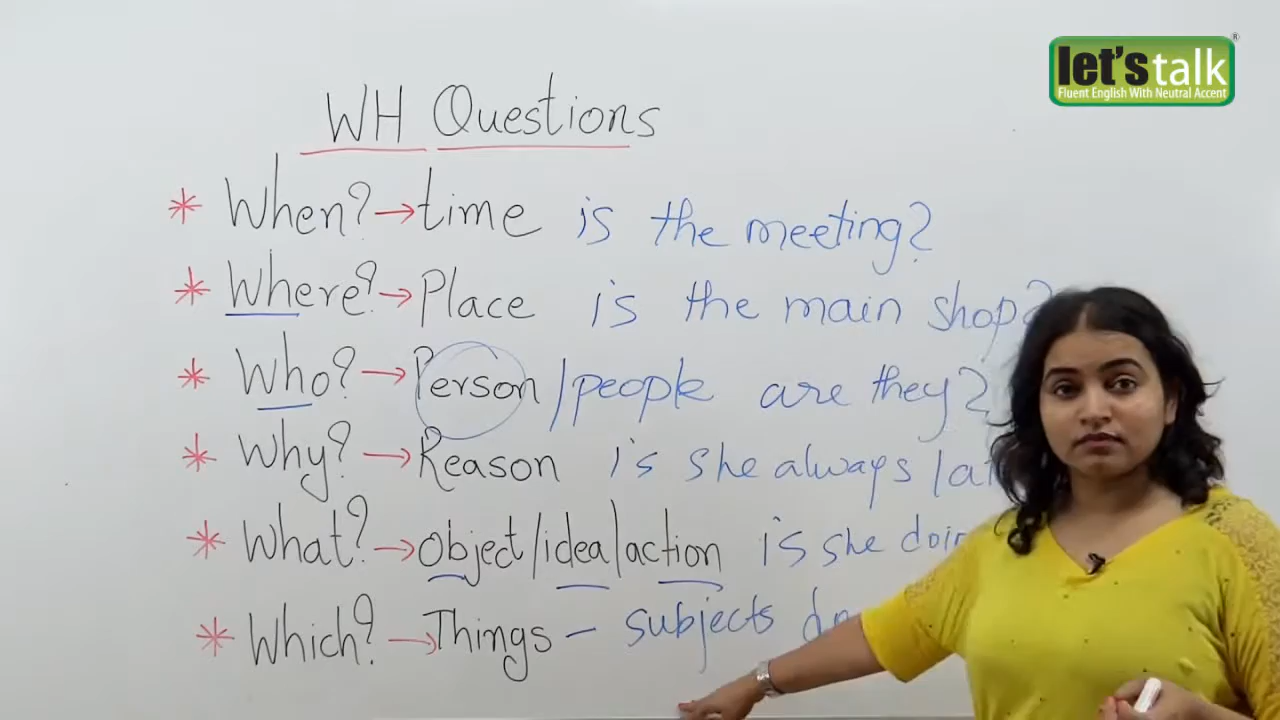 let's talk ®
Fluent English With Neutral Accent
WH Questions
* When? → time is the meeting?
* Where? → Place is the main shop?
* Who? → Person / people are they?
* Why? → Reason is she always
* What? → Object / idea / action is she
* Which? → Things – subjects